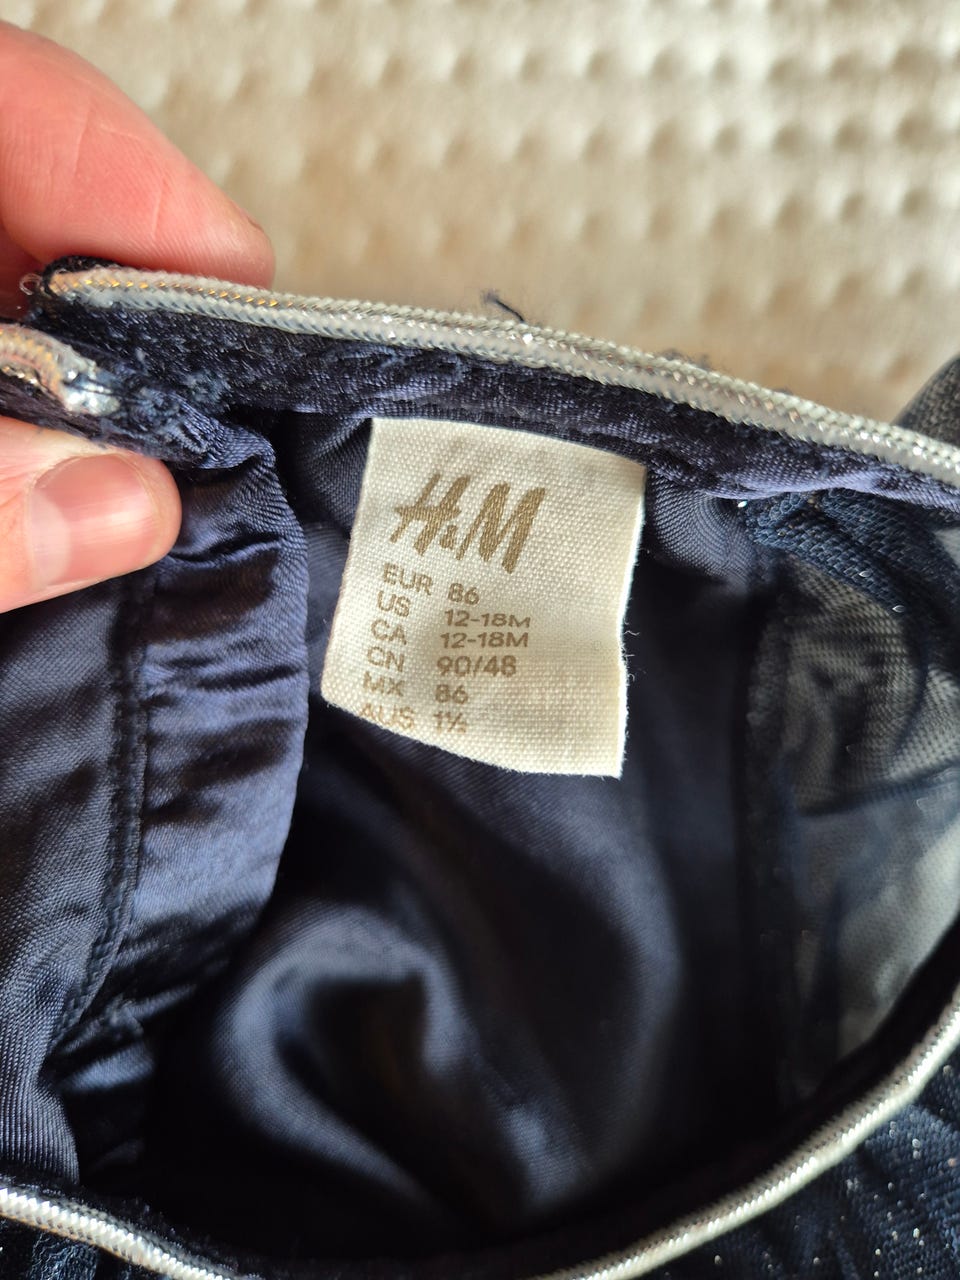 H&M
EUR 86
US 12-18M
CA 12-18M
CN 90/48
MX 86
AUS 1½